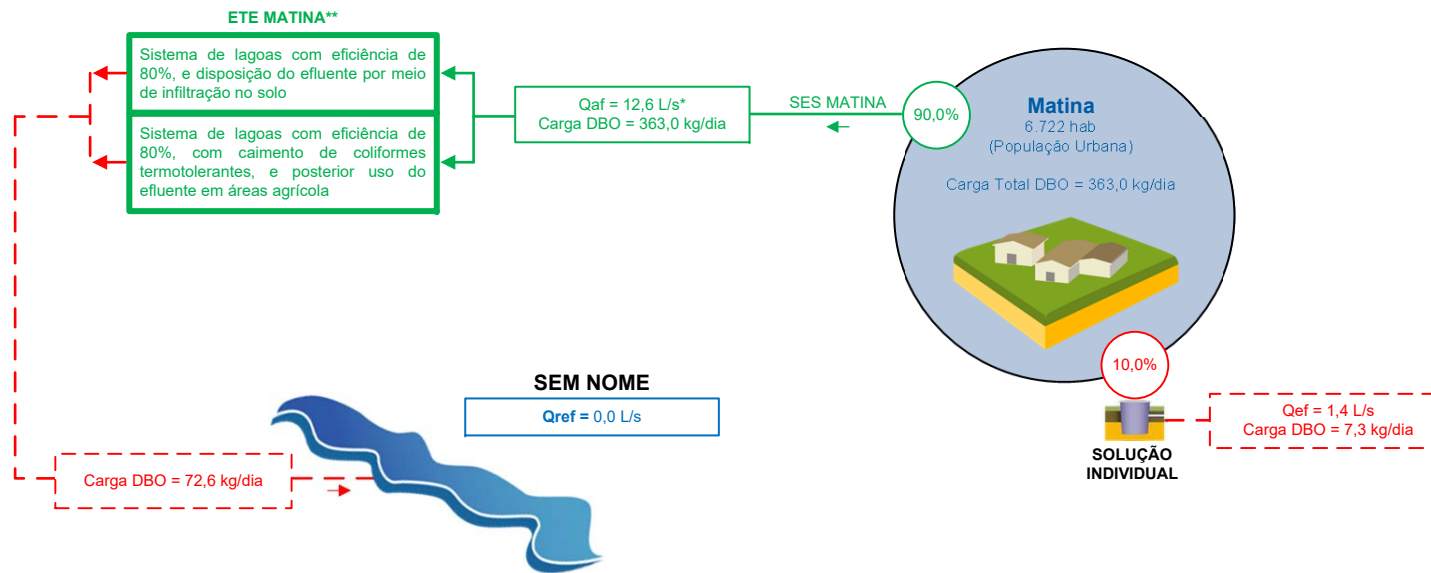 ETE MATINA**
Sistema de lagoas com eficiência de
80%, e disposição do efluente por meio
de infiltração no solo
Sistema de lagoas com eficiência de
80%, com caimento de coliformes
termotolerantes, e posterior uso do
efluente em áreas agrícola
Qaf = 12,6 L/s*
Carga DBO = 363,0 kg/dia
SES MATINA
90,0%
Matina
6.722 hab
(População Urbana)
Carga Total DBO = 363,0 kg/dia
10,0%
SOLUÇÃO
INDIVIDUAL
Qef = 1,4 L/s
Carga DBO = 7,3 kg/dia
SEM NOME
Qref = 0,0 L/s
Carga DBO = 72,6 kg/dia